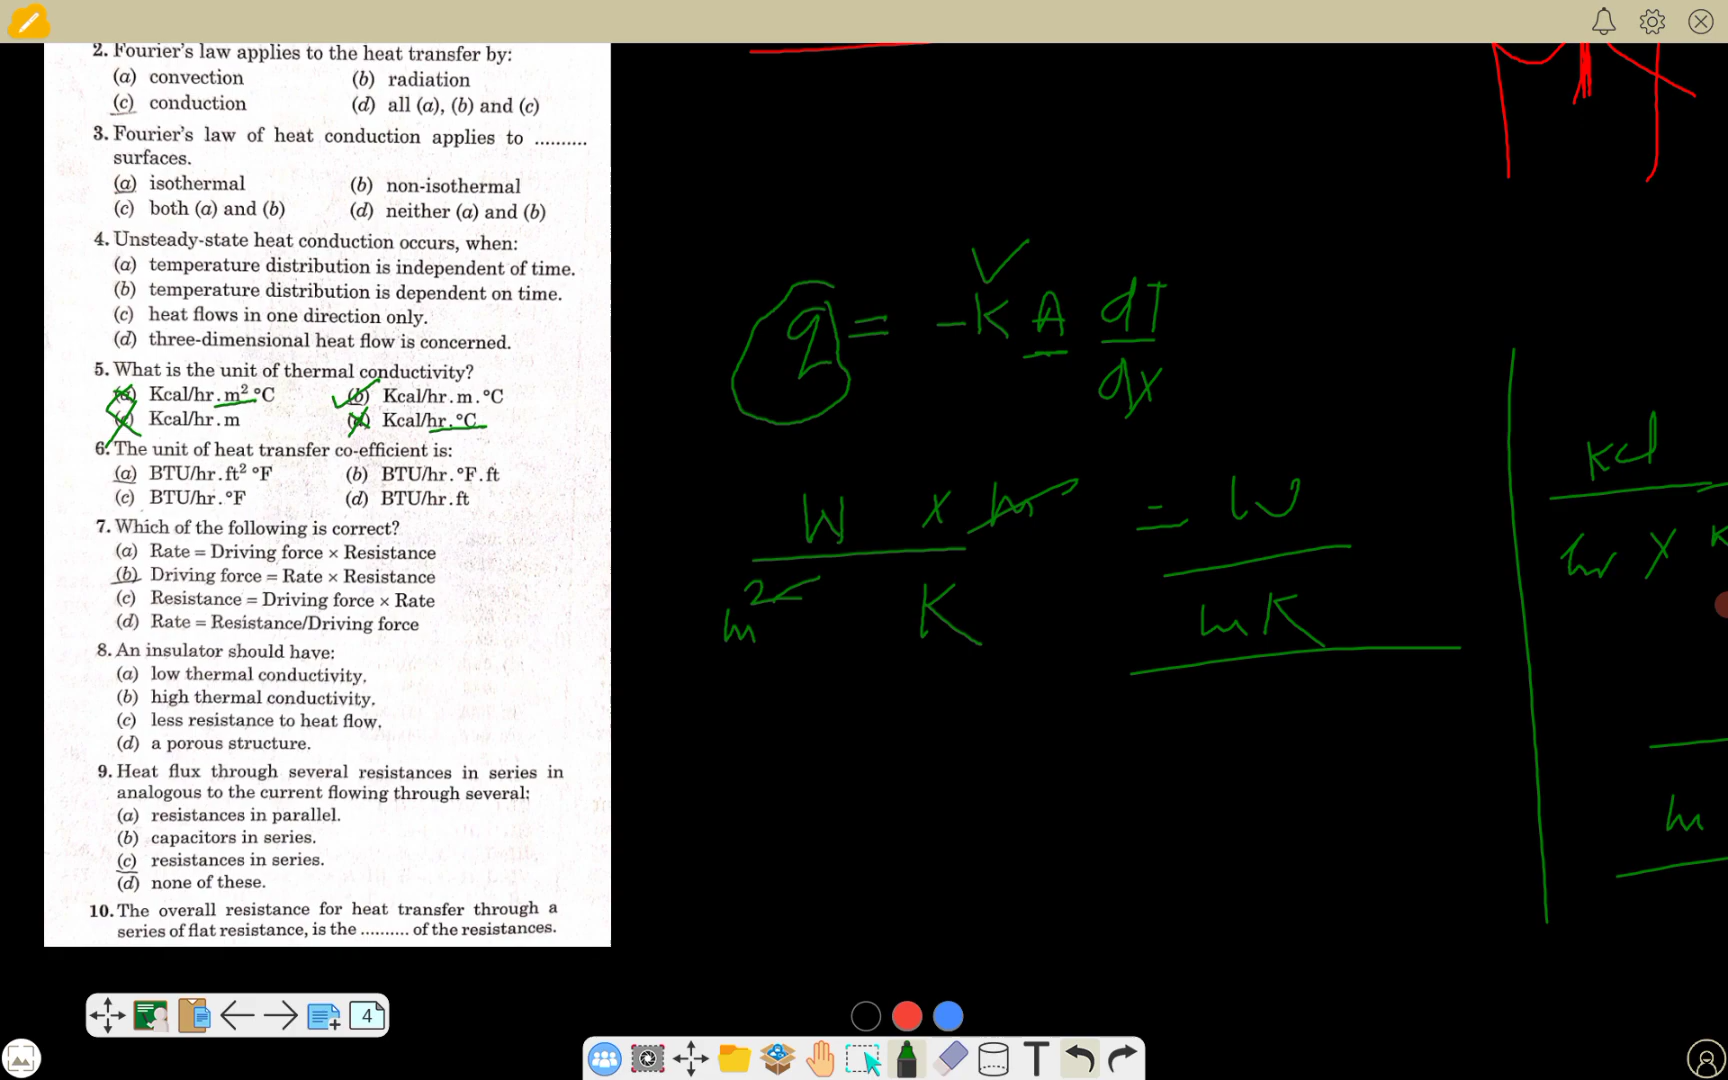 2. Fourier's law applies to the heat transfer by:
(a) convection (b) radiation
(c) conduction (d) all (a), (b) and (c)
3. Fourier's law of heat conduction applies to ..........
surfaces.
(a) isothermal (b) non-isothermal
(c) both (a) and (b) (d) neither (a) and (b)
4. Unsteady-state heat conduction occurs, when:
(a) temperature distribution is independent of time.
(b) temperature distribution is dependent on time.
(c) heat flows in one direction only.
(d) three-dimensional heat flow is concerned.
5. What is the unit of thermal conductivity?
(a) Kcal/hr.m² °C (b) Kcal/hr.m.°C
(c) Kcal/hr.m (d) Kcal/hr.°C
6. The unit of heat transfer co-efficient is:
(a) BTU/hr.ft² °F (b) BTU/hr.°F.ft
(c) BTU/hr.°F (d) BTU/hr.ft
7. Which of the following is correct?
(a) Rate = Driving force × Resistance
(b) Driving force = Rate × Resistance
(c) Resistance = Driving force × Rate
(d) Rate = Resistance/Driving force
8. An insulator should have:
(a) low thermal conductivity,
(b) high thermal conductivity,
(c) less resistance to heat flow,
(d) a porous structure.
9. Heat flux through several resistances in series in
analogous to the current flowing through several:
(a) resistances in parallel.
(b) capacitors in series.
(c) resistances in series.
(d) none of these.
10. The overall resistance for heat transfer through a
series of flat resistance, is the .......... of the resistances.
q = -K A dT
dx
W × m = W
m² K mK
Kcl
hr × K
m
4
T